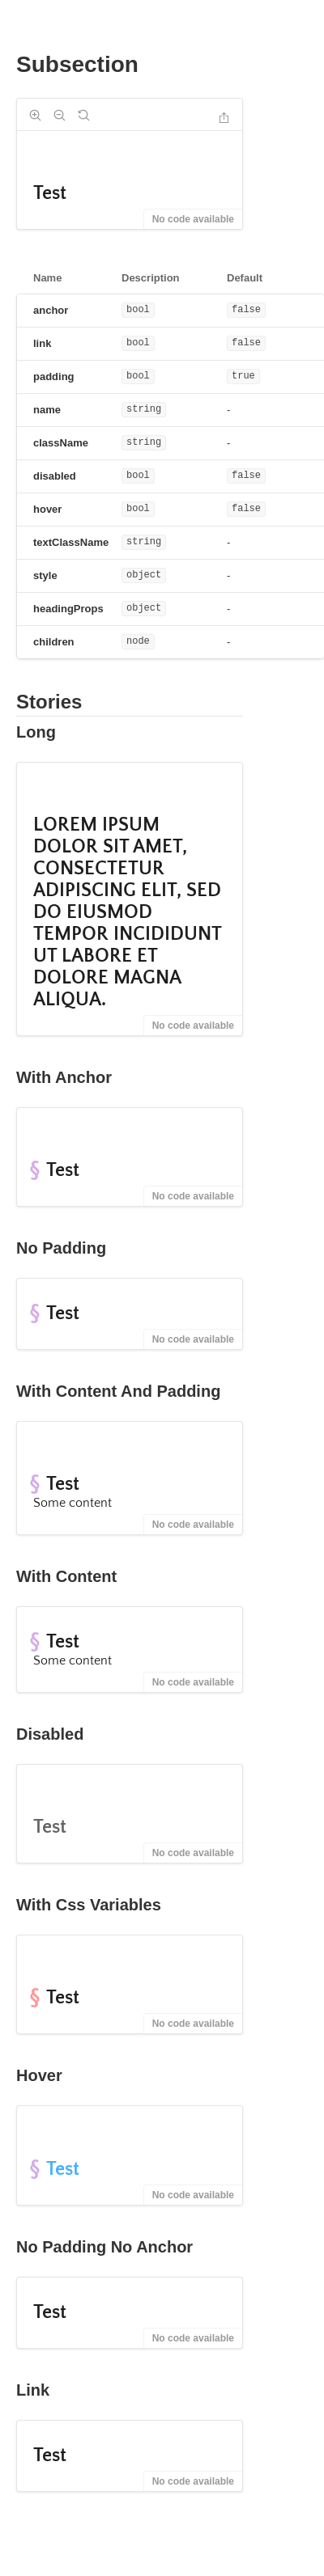 Subsection
Test
No code available
Name Description Default
anchor bool false
link bool false
padding bool true
name string -
className string -
disabled bool false
hover bool false
textClassName string -
style object -
headingProps object -
children node -
Stories
Long
LOREM IPSUM
DOLOR SIT AMET,
CONSECTETUR
ADIPISCING ELIT, SED
DO EIUSMOD
TEMPOR INCIDIDUNT
UT LABORE ET
DOLORE MAGNA
ALIQUA.
No code available
With Anchor
§ Test
No code available
No Padding
§ Test
No code available
With Content And Padding
§ Test
Some content
No code available
With Content
§ Test
Some content
No code available
Disabled
Test
No code available
With Css Variables
§ Test
No code available
Hover
§ Test
No code available
No Padding No Anchor
Test
No code available
Link
Test
No code available